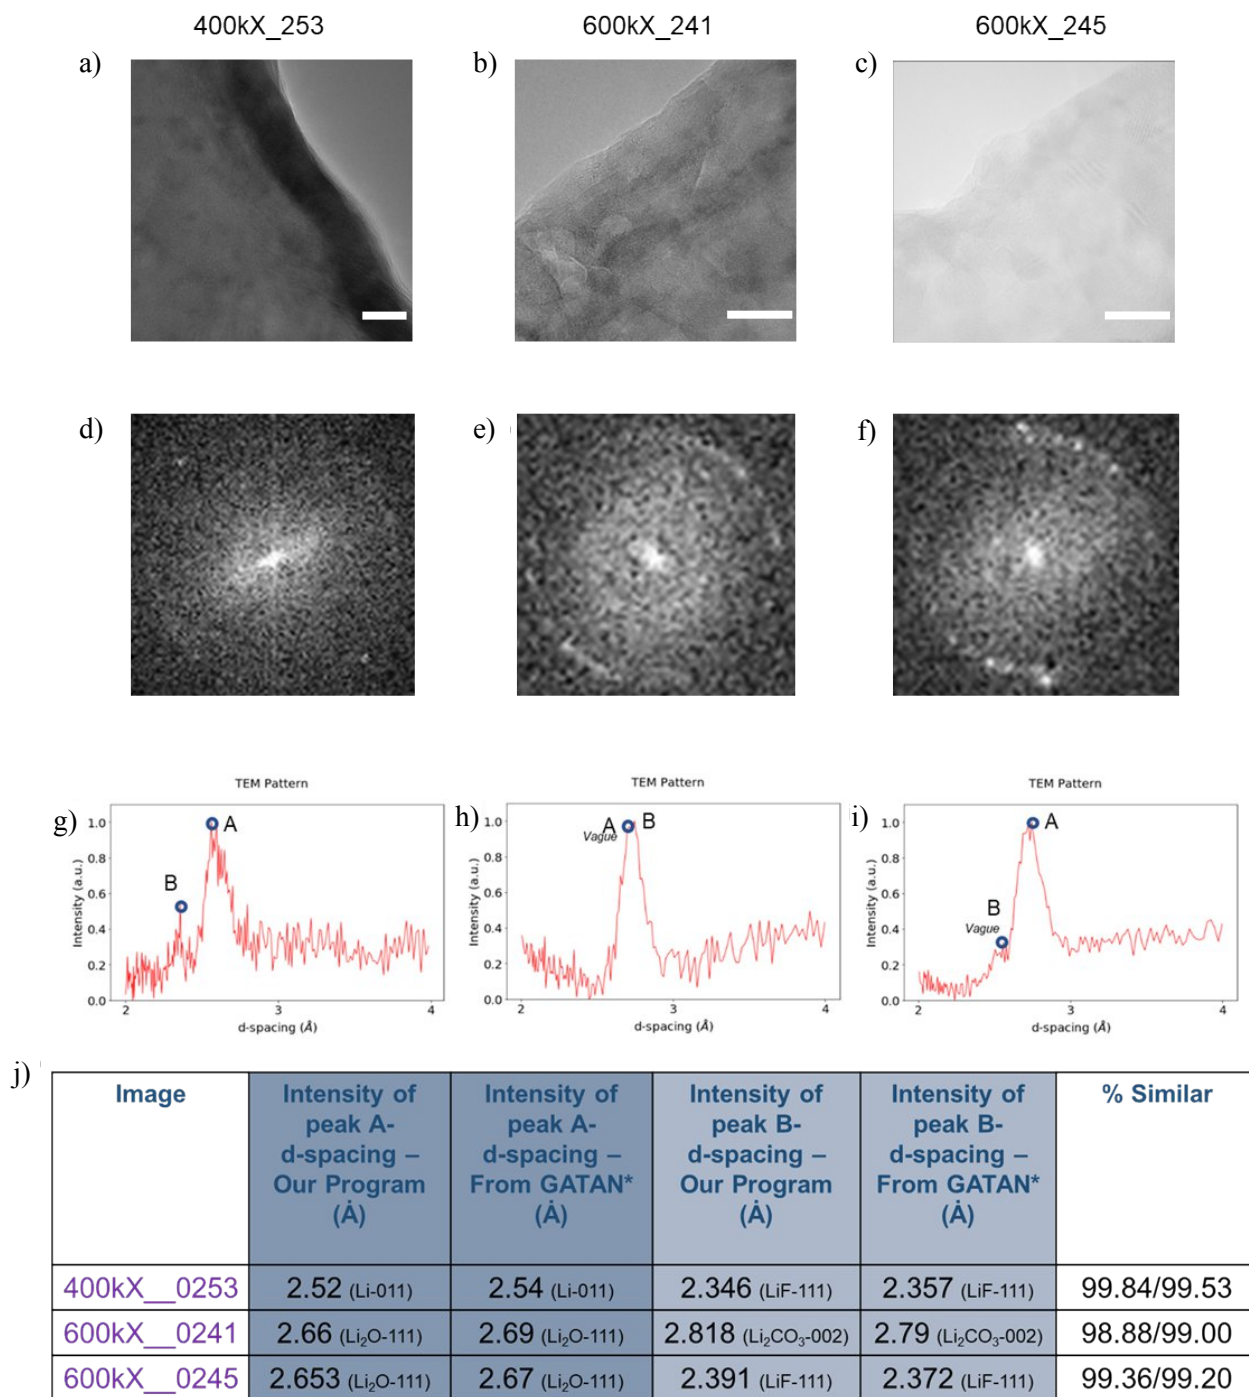 400kX_253 600kX_241 600kX_245
a) b) c)
d) e) f)
TEM Pattern TEM Pattern TEM Pattern
g) h) i)
1.0 0.8 0.6 0.4 0.2 0.0
Intensity (a.u.)
A
B
2 3 4
d-spacing (Å)
1.0 0.8 0.6 0.4 0.2 0.0
Intensity (a.u.)
A B
Vague
2 3 4
d-spacing (Å)
1.0 0.8 0.6 0.4 0.2 0.0
Intensity (a.u.)
A
B
Vague
2 3 4
d-spacing (Å)
j)
Image
Intensity of
peak A-
d-spacing –
Our Program
(Å)
Intensity of
peak A-
d-spacing –
From GATAN*
(Å)
Intensity of
peak B-
d-spacing –
Our Program
(Å)
Intensity of
peak B-
d-spacing –
From GATAN*
(Å)
% Similar
400kX__0253 2.52 (Li-011) 2.54 (Li-011) 2.346 (LiF-111) 2.357 (LiF-111) 99.84/99.53
600kX__0241 2.66 (Li₂O-111) 2.69 (Li₂O-111) 2.818 (Li₂CO₃-002) 2.79 (Li₂CO₃-002) 98.88/99.00
600kX__0245 2.653 (Li₂O-111) 2.67 (Li₂O-111) 2.391 (LiF-111) 2.372 (LiF-111) 99.36/99.20